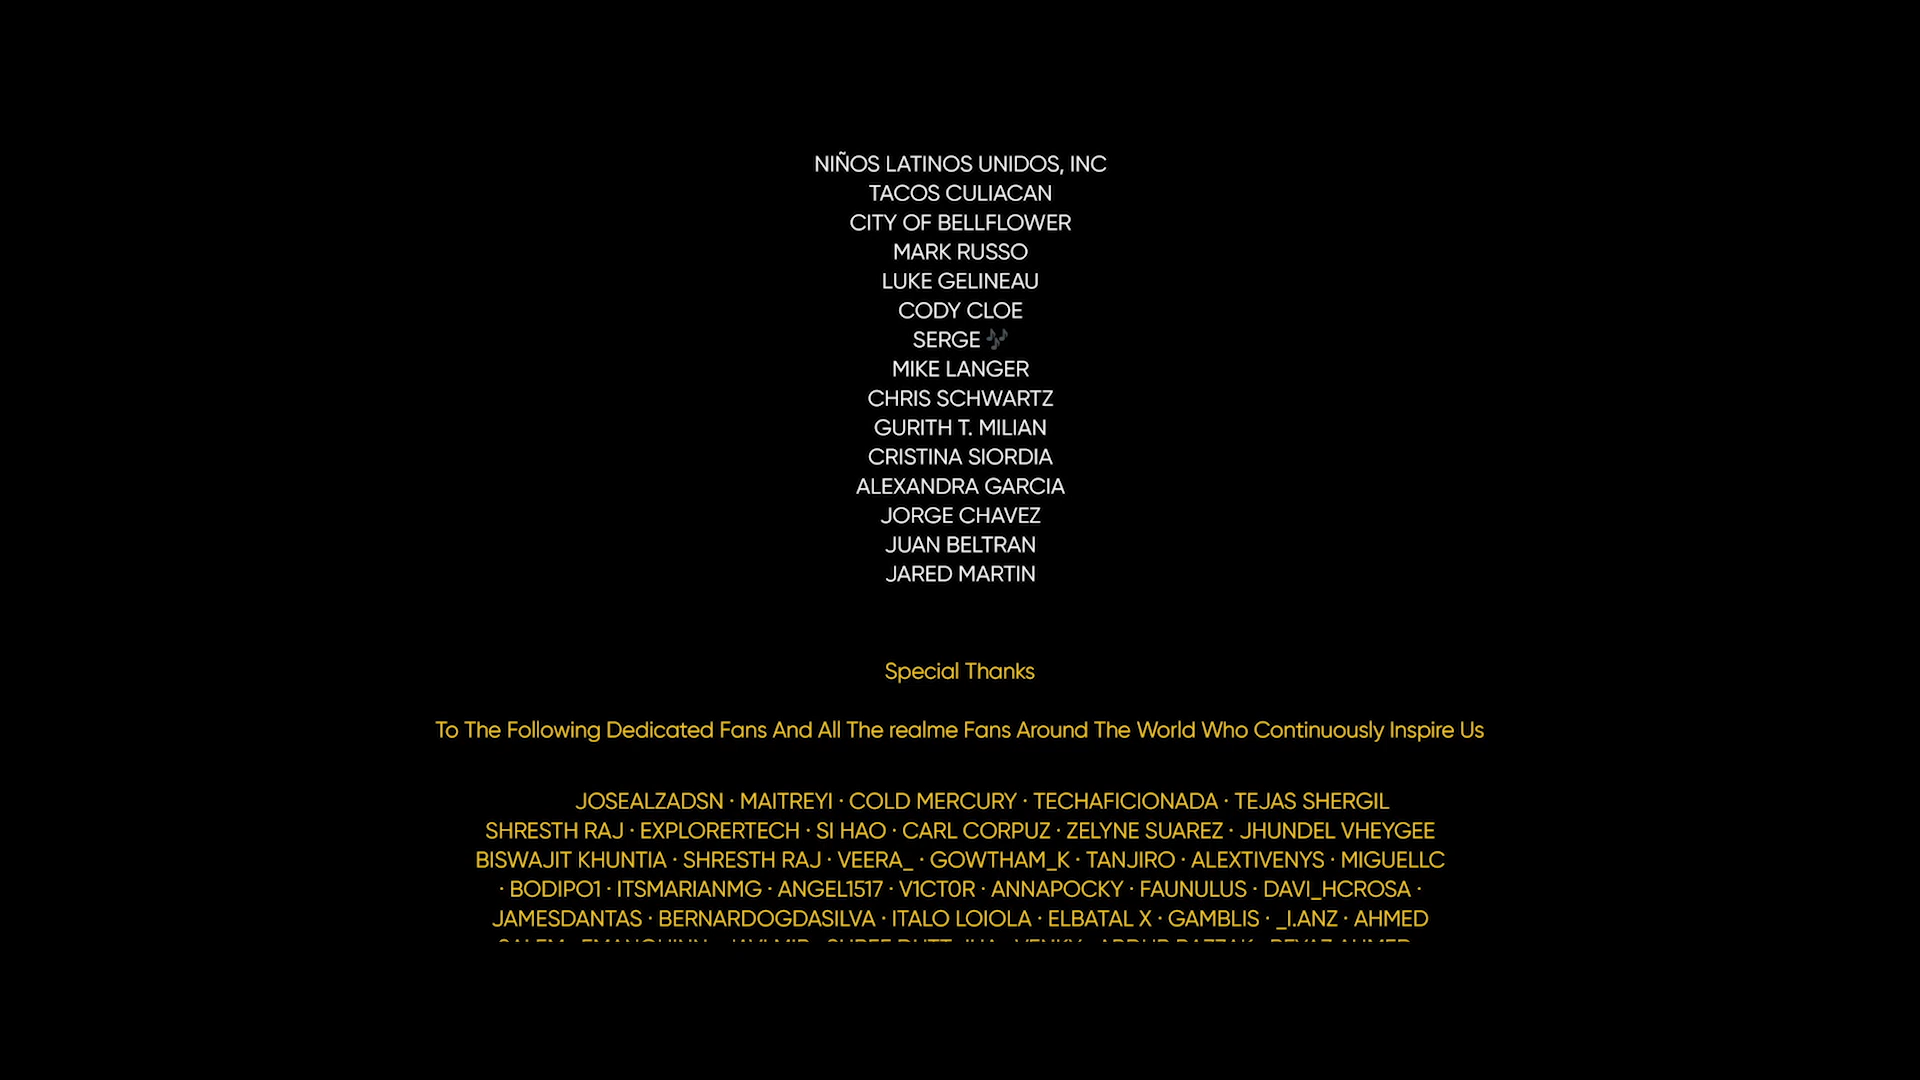 NIÑOS LATINOS UNIDOS, INC
TACOS CULIACAN
CITY OF BELLFLOWER
MARK RUSSO
LUKE GELINEAU
CODY CLOE
SERGE 🎶
MIKE LANGER
CHRIS SCHWARTZ
GURITH T. MILIAN
CRISTINA SIORDIA
ALEXANDRA GARCIA
JORGE CHAVEZ
JUAN BELTRAN
JARED MARTIN
Special Thanks
To The Following Dedicated Fans And All The realme Fans Around The World Who Continuously Inspire Us
JOSEALZADSN · MAITREYI · COLD MERCURY · TECHAFICIONADA · TEJAS SHERGIL
SHRESTH RAJ · EXPLORERTECH · SI HAO · CARL CORPUZ · ZELYNE SUAREZ · JHUNDEL VHEYGEE
BISWAJIT KHUNTIA · SHRESTH RAJ · VEERA_ · GOWTHAM_K · TANJIRO · ALEXTIVENYS · MIGUELLC
· BODIPO1 · ITSMARIANMG · ANGEL1517 · V1CT0R · ANNAPOCKY · FAUNULUS · DAVI_HCROSA ·
JAMESDANTAS · BERNARDOGDASILVA · ITALO LOIOLA · ELBATAL X · GAMBLIS · _I.ANZ · AHMED